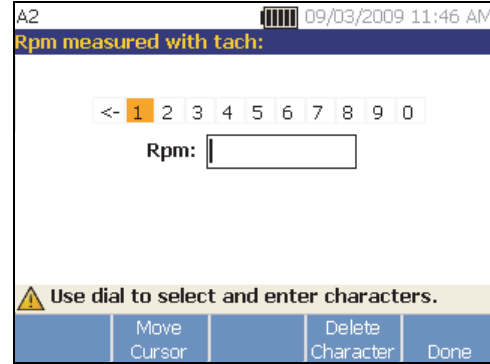 A2 09/03/2009 11:46 AM
Rpm measured with tach:
<- 1 2 3 4 5 6 7 8 9 0
Rpm:
Use dial to select and enter characters.
Move Cursor Delete Character Done